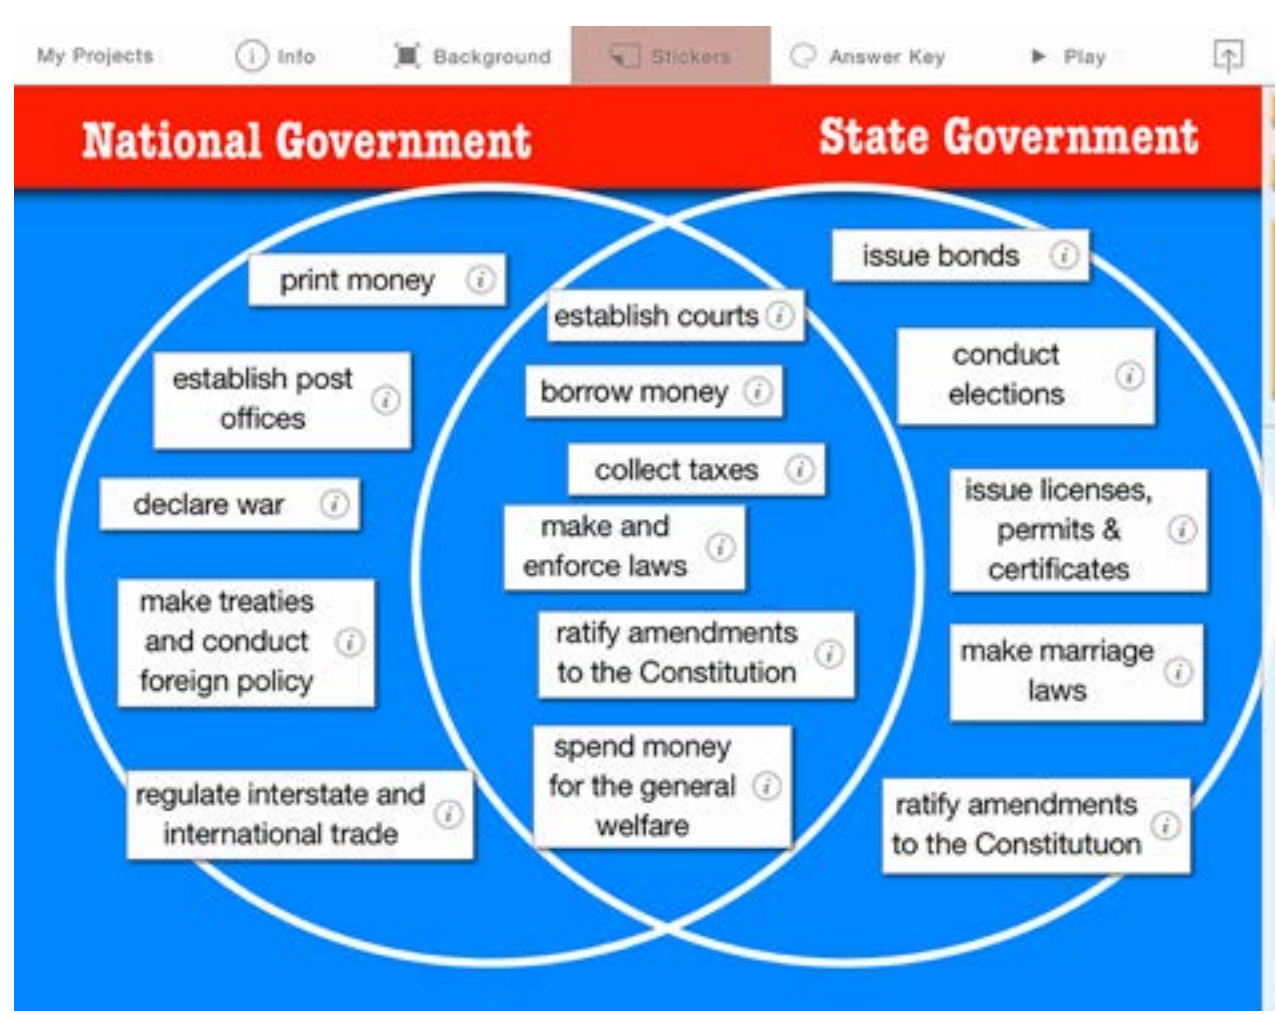 My Projects
Info
Background
Stickers
Answer Key
Play
National Government
State Government
print money
establish post
offices
declare war
make treaties
and conduct
foreign policy
regulate interstate and
international trade
establish courts
borrow money
collect taxes
make and
enforce laws
ratify amendments
to the Constitution
spend money
for the general
welfare
issue bonds
conduct
elections
issue licenses,
permits &
certificates
make marriage
laws
ratify amendments
to the Constitutuon